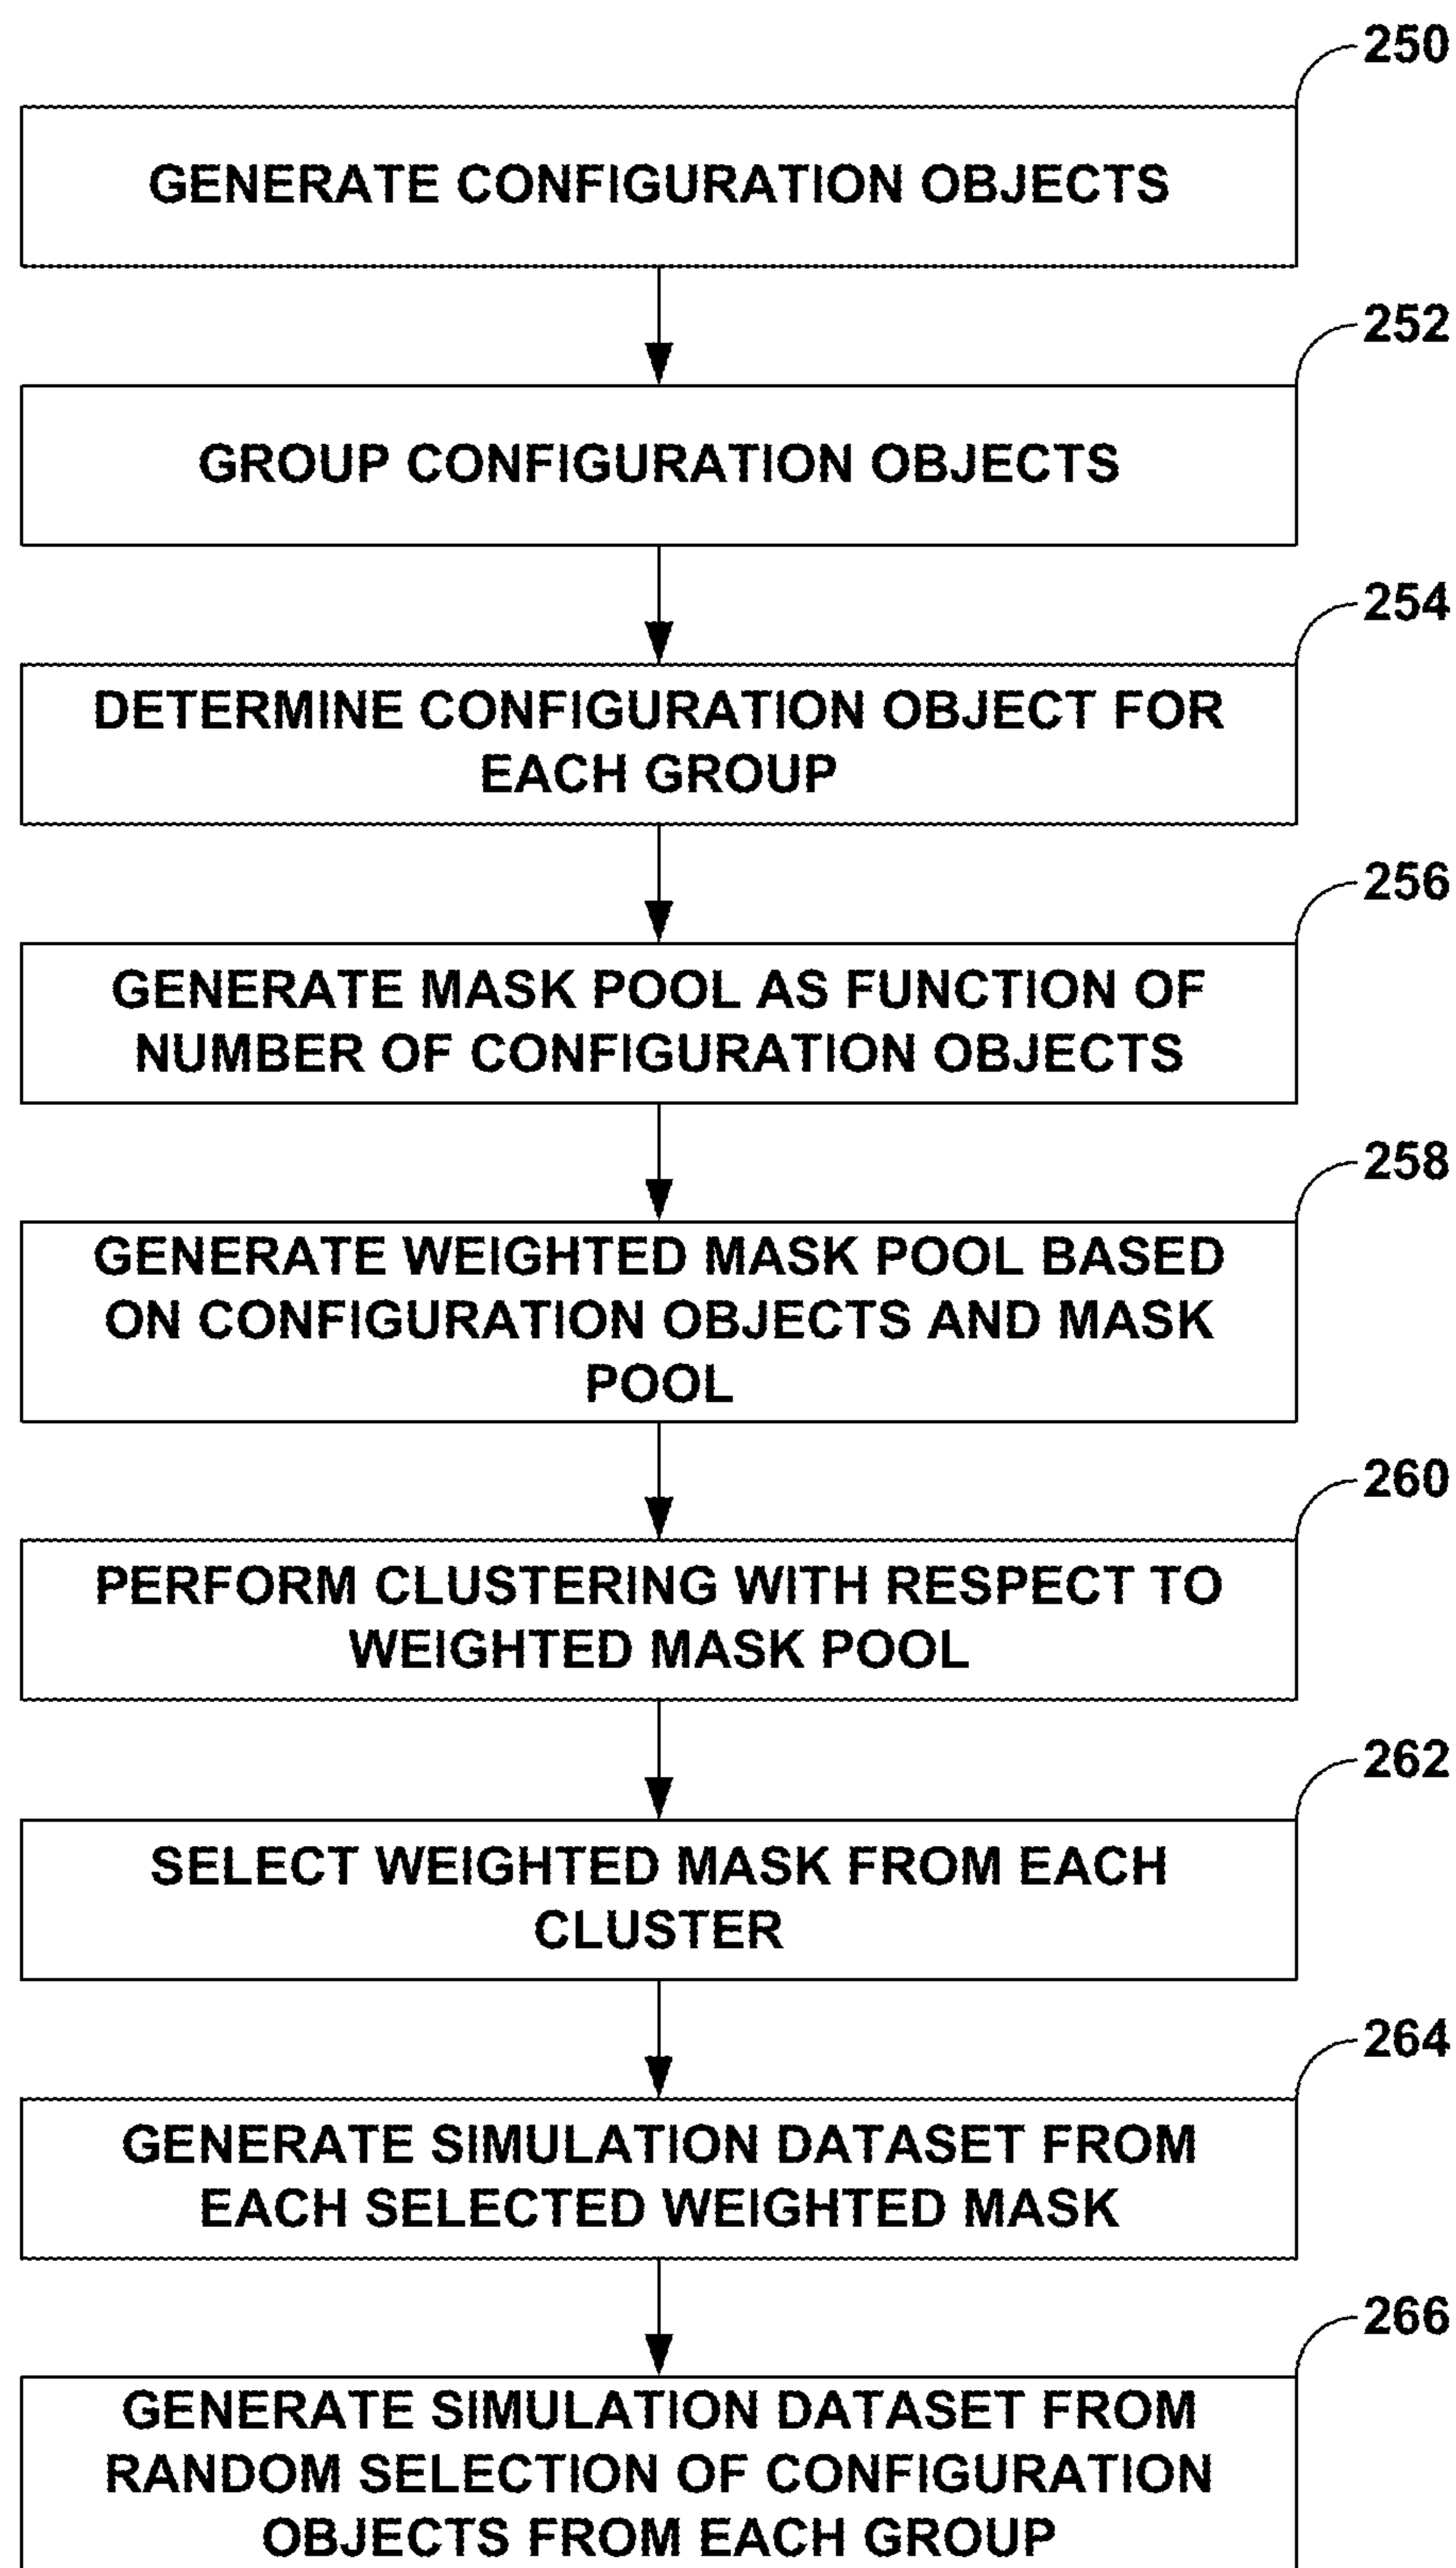 250
GENERATE CONFIGURATION OBJECTS
252
GROUP CONFIGURATION OBJECTS
254
DETERMINE CONFIGURATION OBJECT FOR
EACH GROUP
256
GENERATE MASK POOL AS FUNCTION OF
NUMBER OF CONFIGURATION OBJECTS
258
GENERATE WEIGHTED MASK POOL BASED
ON CONFIGURATION OBJECTS AND MASK
POOL
260
PERFORM CLUSTERING WITH RESPECT TO
WEIGHTED MASK POOL
262
SELECT WEIGHTED MASK FROM EACH
CLUSTER
264
GENERATE SIMULATION DATASET FROM
EACH SELECTED WEIGHTED MASK
266
GENERATE SIMULATION DATASET FROM
RANDOM SELECTION OF CONFIGURATION
OBJECTS FROM EACH GROUP